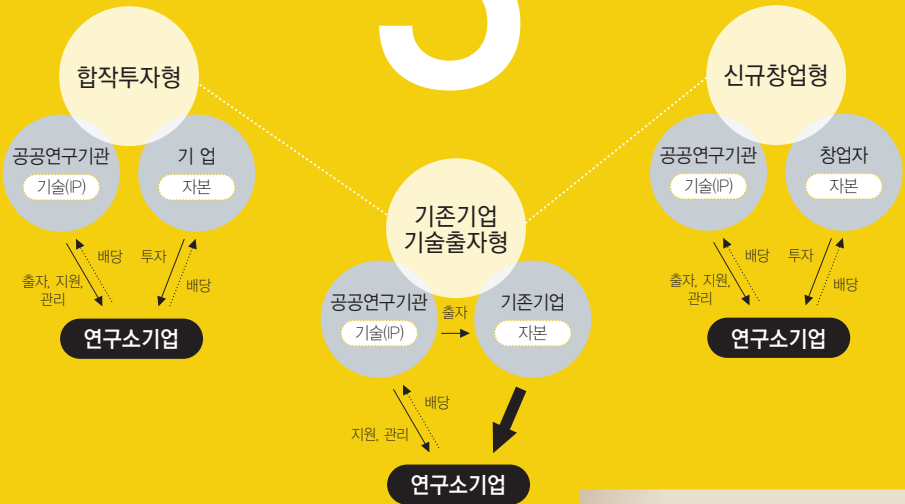 3
합작투자형
공공연구기관
기술(IP)
기 업
자본
배당
투자
출자, 지원,
관리
배당
연구소기업
기존기업
기술출자형
공공연구기관
기술(IP)
출자
기존기업
자본
배당
지원, 관리
연구소기업
신규창업형
공공연구기관
기술(IP)
창업자
자본
배당
투자
출자, 지원,
관리
배당
연구소기업